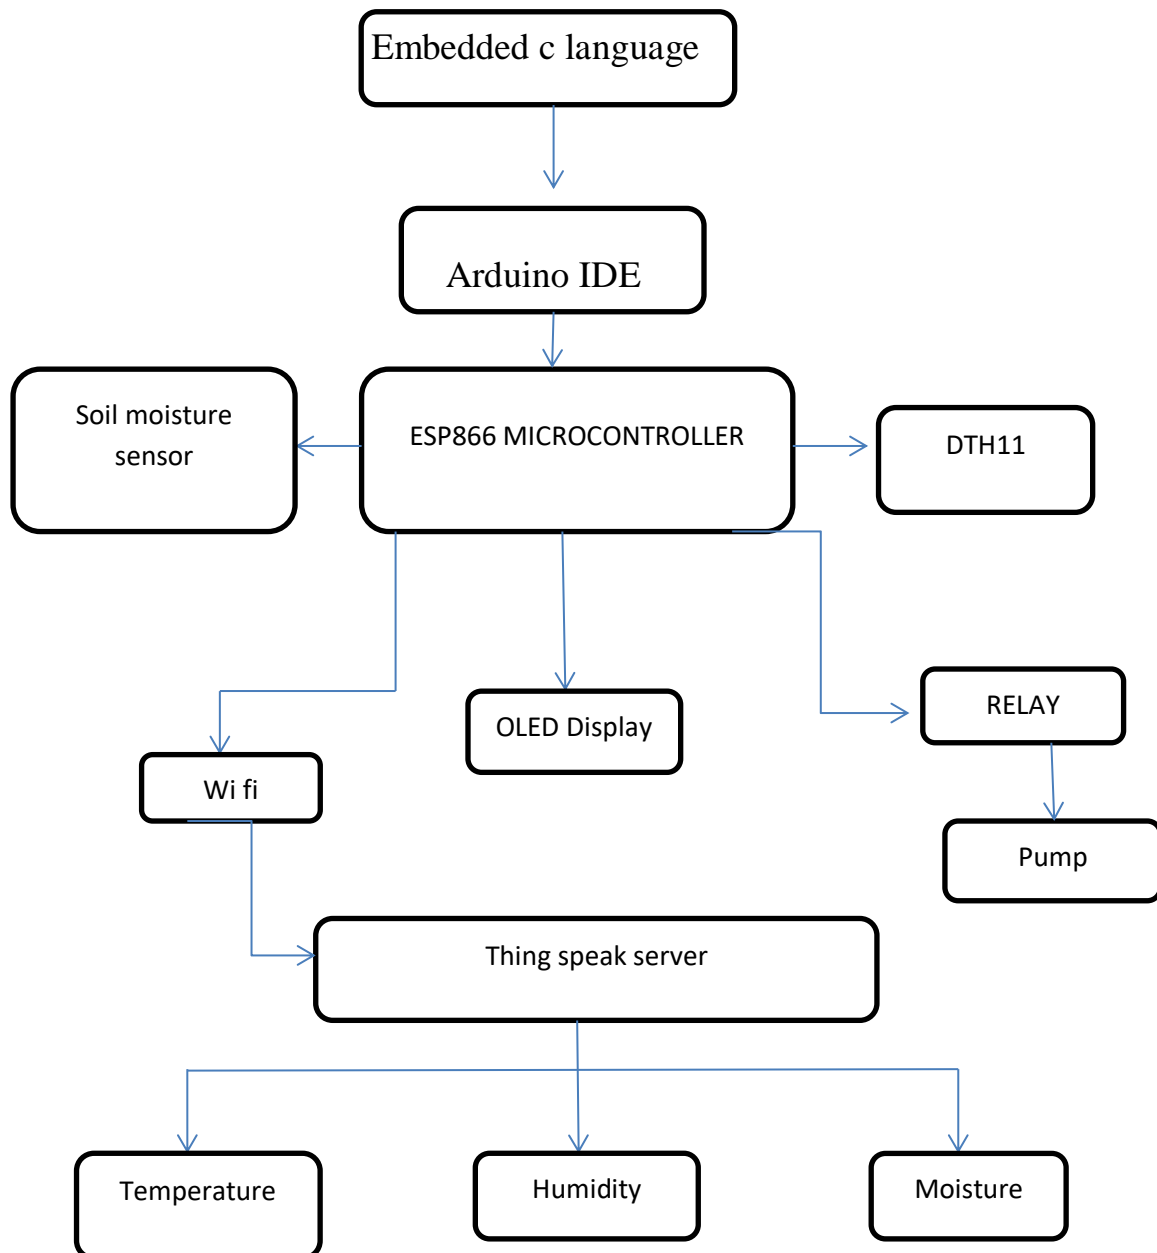 Embedded c language
Arduino IDE
Soil moisture
sensor
ESP866 MICROCONTROLLER
DTH11
OLED Display
RELAY
Wi fi
Pump
Thing speak server
Temperature
Humidity
Moisture